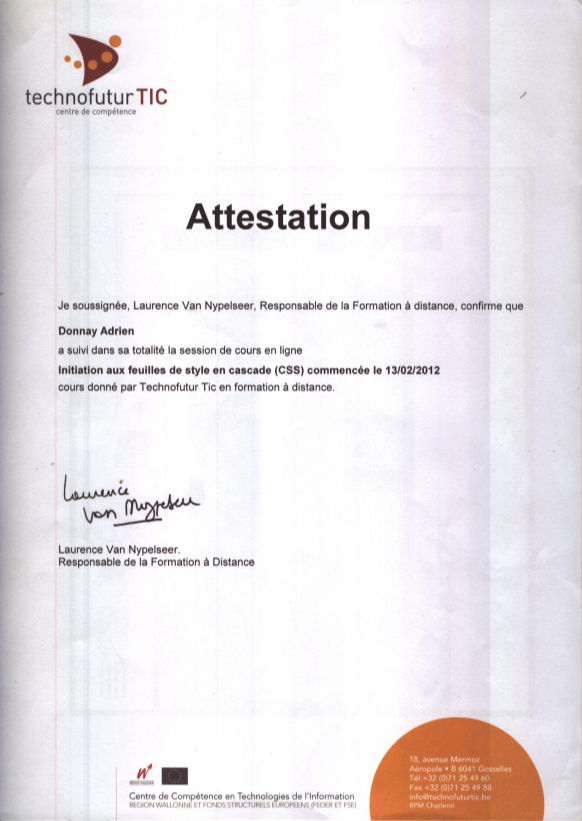 technofutur TIC
centre de compétence
Attestation
Je soussignée, Laurence Van Nypelseer, Responsable de la Formation à distance, confirme que
Donnay Adrien
a suivi dans sa totalité la session de cours en ligne
Initiation aux feuilles de style en cascade (CSS) commencée le 13/02/2012
cours donné par Technofutur Tic en formation à distance.
Laurence
Van Nypelseer
Laurence Van Nypelseer.
Responsable de la Formation à Distance
Centre de Compétence en Technologies de l'Information
REGION WALLONNE ET FONDS STRUCTURELS EUROPEENS (FEDER ET FSE)
18, avenue Mermoz
Aéropole • B 6041 Gosselies
Tél +32 (0)71 25 49 60
Fax +32 (0)71 25 49 88
info@technofuturtic.be
RPM Charleroi